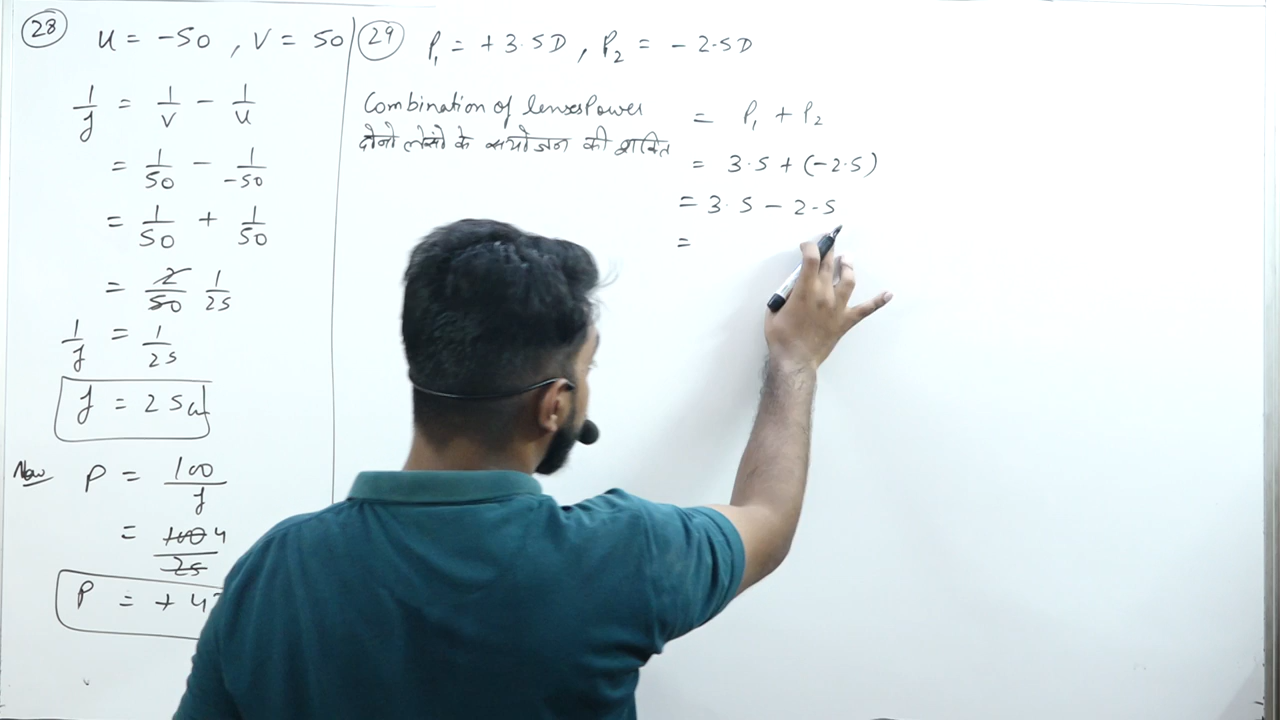 28
u = -50 , v = 50
1/f = 1/v - 1/u
= 1/50 - 1/-50
= 1/50 + 1/50
= 2/50 1/25
1/f = 1/25
f = 25cm
Now P = 100/f
= 100/25 4
P = + 4
29
P₁ = +3.5D , P₂ = -2.5D
Combination of lenses Power = P₁ + P₂
दोनो लेंसो के संयोजन की शक्ति
= 3.5 + (-2.5)
= 3.5 - 2.5
=